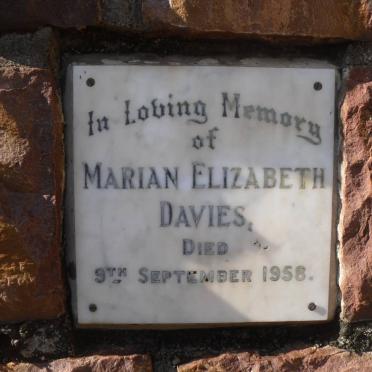 In Loving Memory
of
MARIAN ELIZABETH
DAVIES,
DIED
9TH SEPTEMBER 1958.